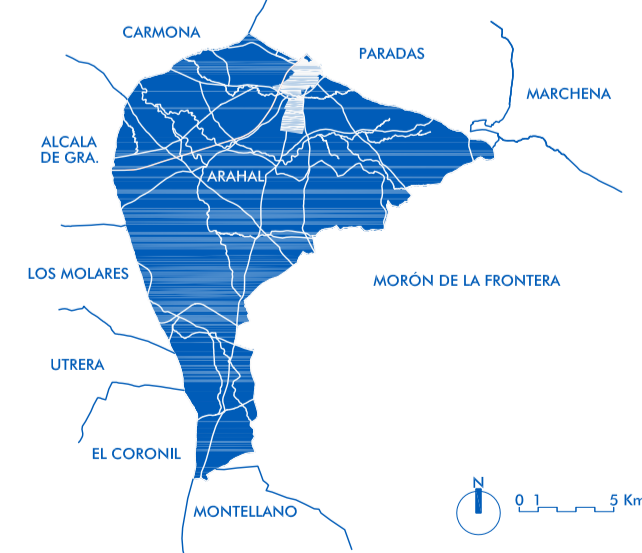 CARMONA
PARADAS
MARCHENA
ALCALA
DE GRA.
ARAHAL
LOS MOLARES
MORÓN DE LA FRONTERA
UTRERA
EL CORONIL
MONTELLANO
N
0 1 5 Km